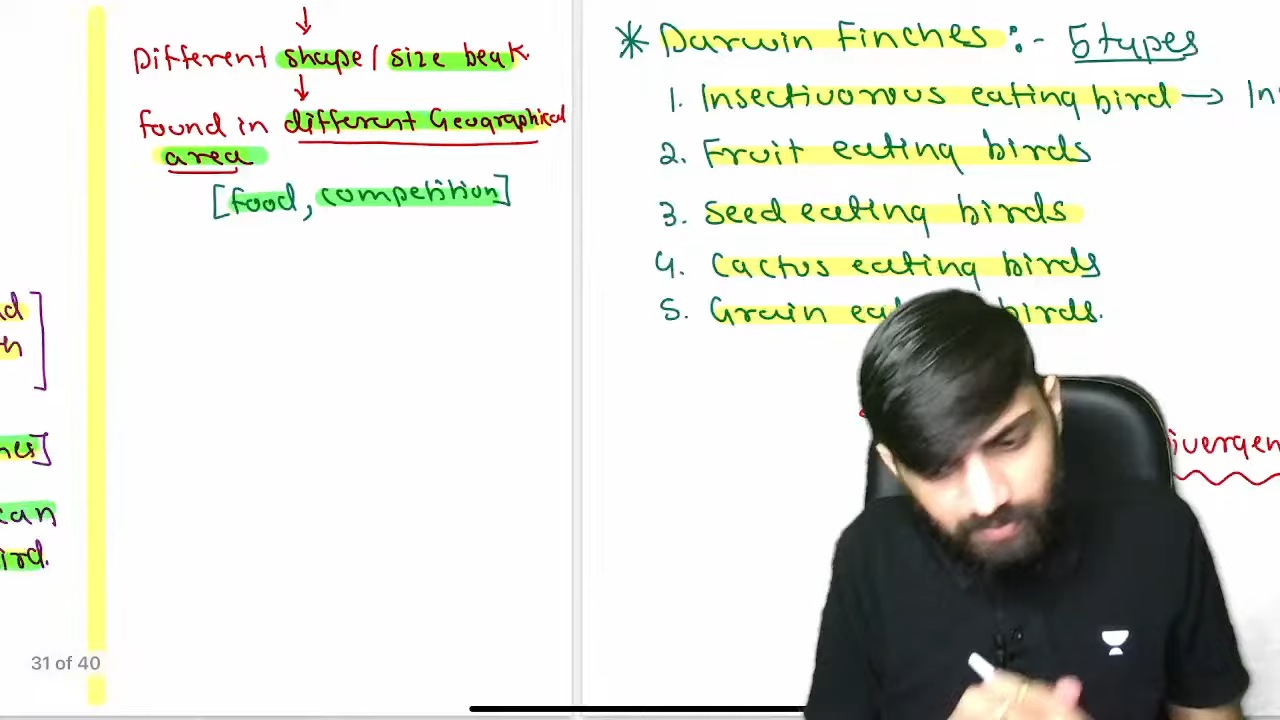 Different shape / size beak
found in different Geographical
area
[food, competition]
31 of 40
* Darwin Finches :- 5 types
1. Insectivorous eating bird →
2. Fruit eating birds
3. Seed eating birds
4. Cactus eating birds
5. Grain birds.